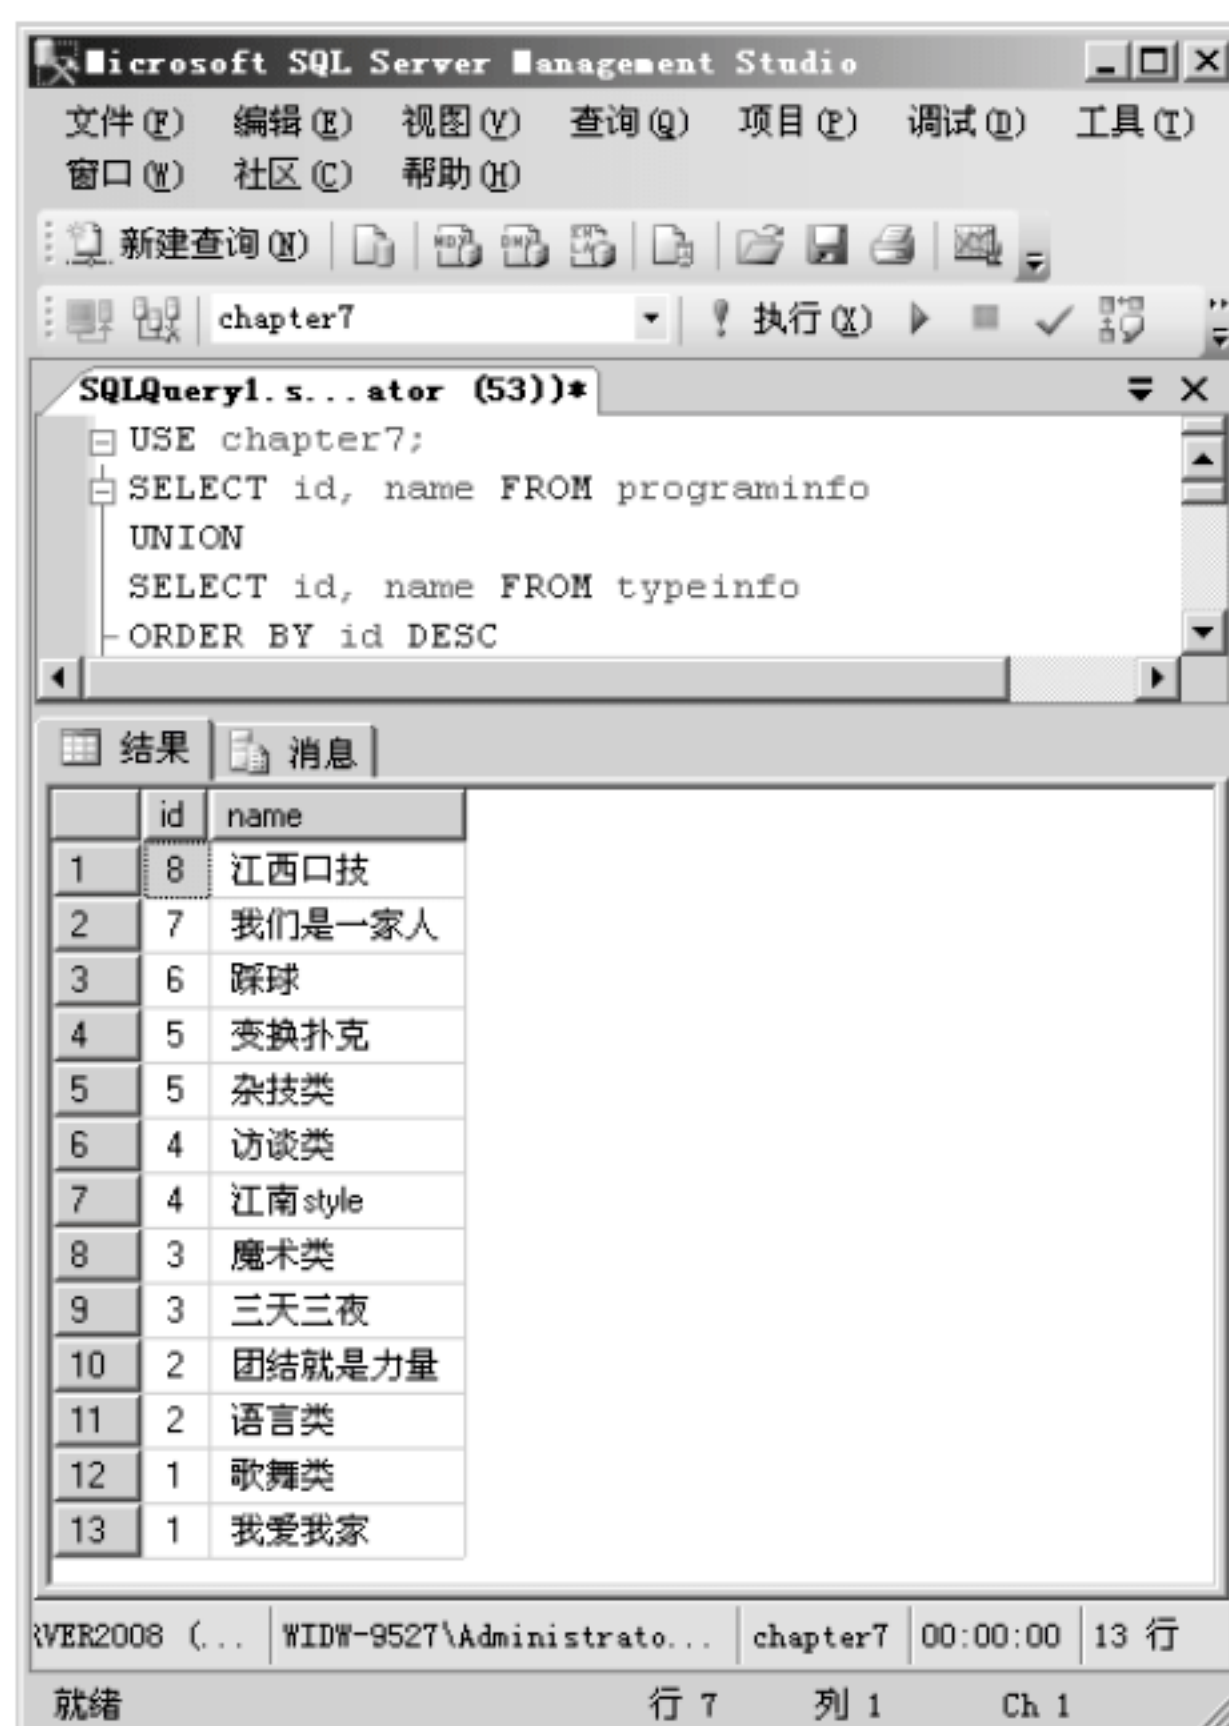 Microsoft SQL Server Management Studio
文件(F) 编辑(E) 视图(V) 查询(Q) 项目(P) 调试(D) 工具(T)
窗口(W) 社区(C) 帮助(H)
新建查询(N)
chapter7 执行(X)
SQLQuery1.s...ator (53))*
USE chapter7;
SELECT id, name FROM programinfo
UNION
SELECT id, name FROM typeinfo
ORDER BY id DESC
结果 消息
id name
1 8 江西口技
2 7 我们是一家人
3 6 踩球
4 5 变换扑克
5 5 杂技类
6 4 访谈类
7 4 江南style
8 3 魔术类
9 3 三天三夜
10 2 团结就是力量
11 2 语言类
12 1 歌舞类
13 1 我爱我家
RVER2008 (... WIDW-9527\Administrato... chapter7 00:00:00 13 行
就绪 行 7 列 1 Ch 1